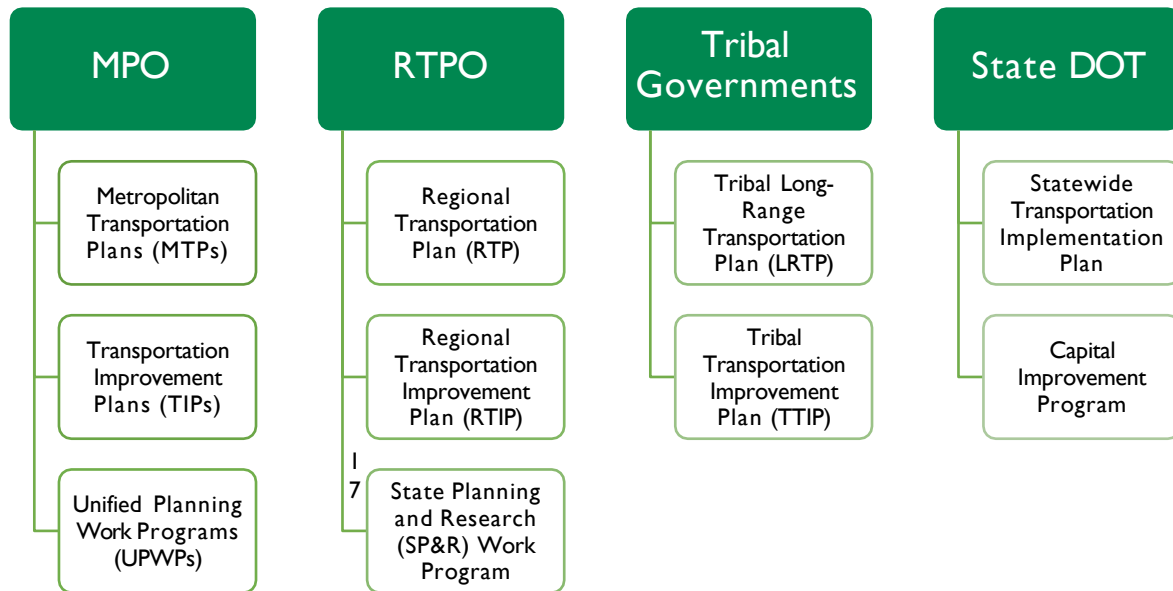 MPO
Metropolitan
Transportation
Plans (MTPs)
Transportation
Improvement
Plans (TIPs)
Unified Planning
Work Programs
(UPWPs)
RTPO
Regional
Transportation
Plan (RTP)
Regional
Transportation
Improvement
Plan (RTIP)
1
7
State Planning
and Research
(SP&R) Work
Program
Tribal
Governments
Tribal Long-
Range
Transportation
Plan (LRTP)
Tribal
Transportation
Improvement
Plan (TTIP)
State DOT
Statewide
Transportation
Implementation
Plan
Capital
Improvement
Program